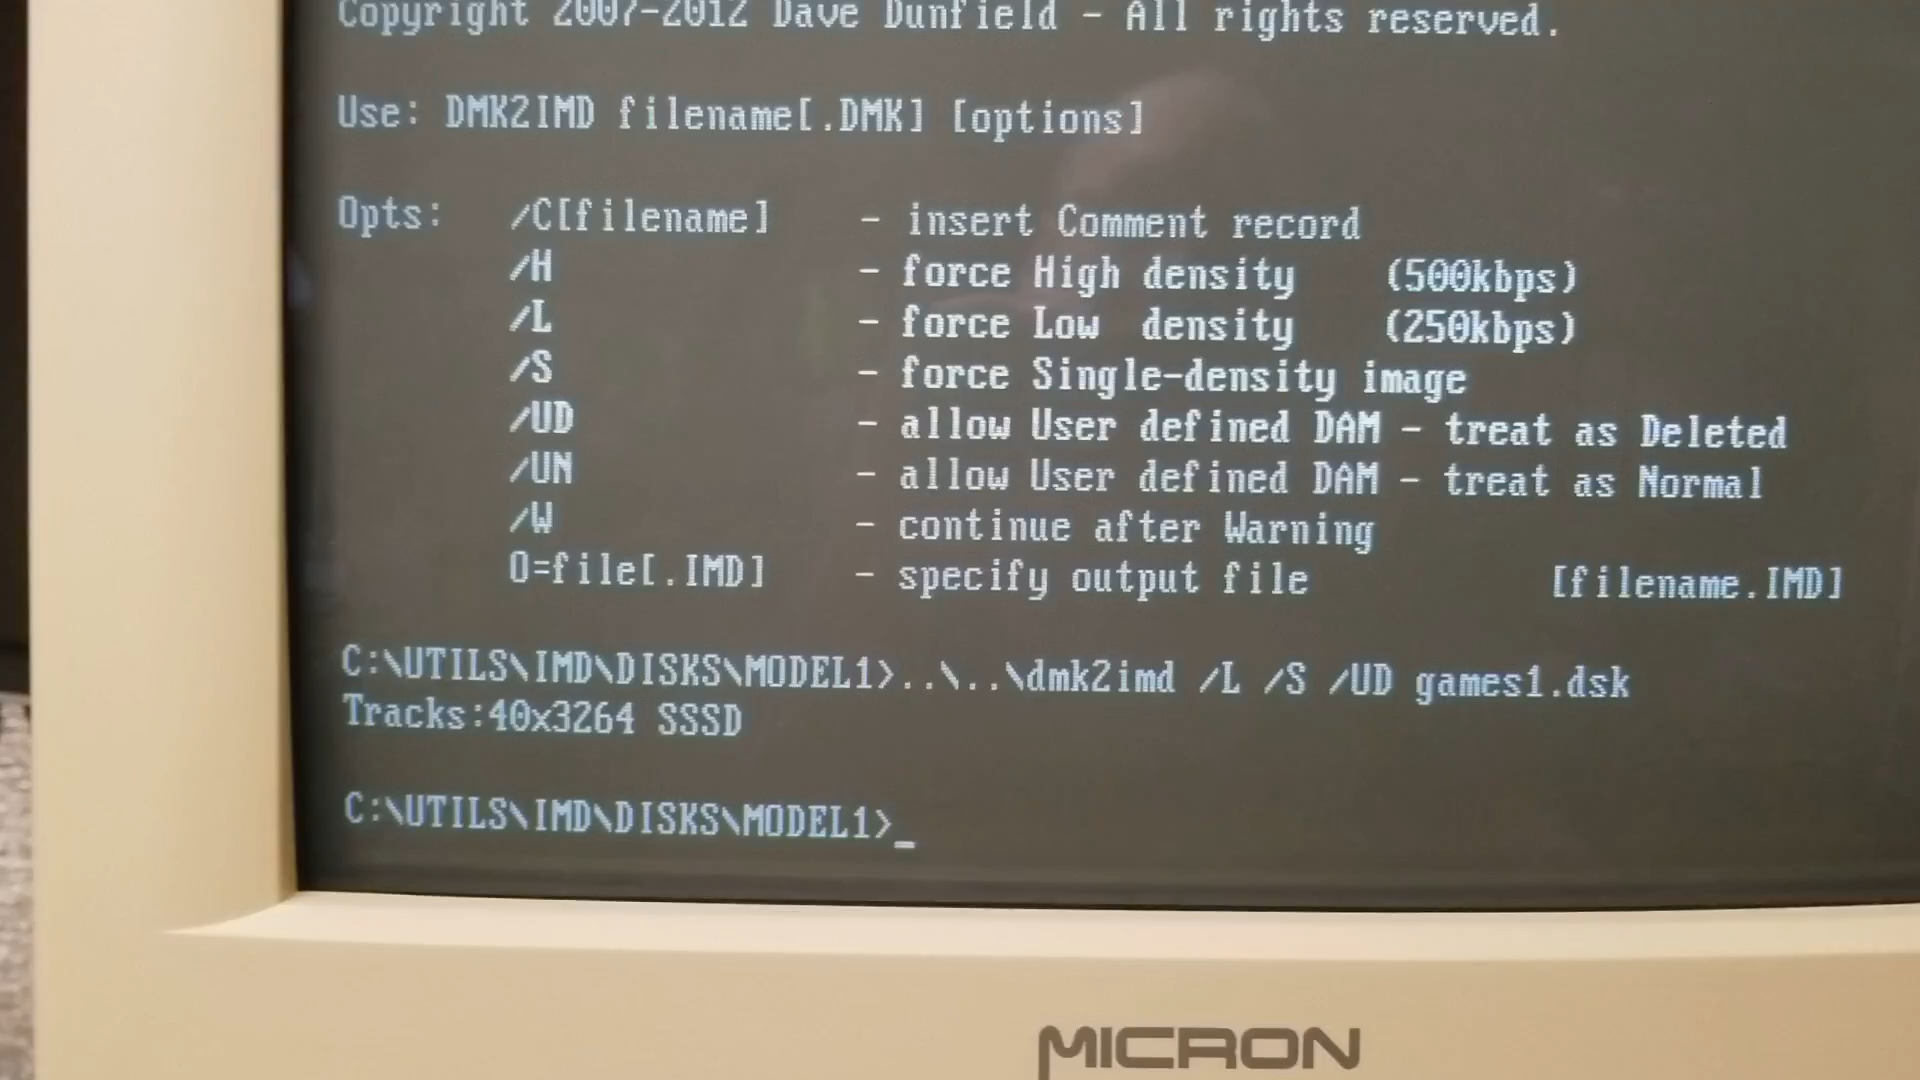 Copyright 2007-2012 Dave Dunfield - All rights reserved.
Use: DMK2IMD filename[.DMK] [options]
Opts: /C[filename] - insert Comment record
/H - force High density (500kbps)
/L - force Low density (250kbps)
/S - force Single-density image
/UD - allow User defined DAM - treat as Deleted
/UN - allow User defined DAM - treat as Normal
/W - continue after Warning
O=file[.IMD] - specify output file [filename.IMD]
C:\UTILS\IMD\DISKS\MODEL1>..\..\dmk2imd /L /S /UD games1.dsk
Tracks:40x3264 SSSD
C:\UTILS\IMD\DISKS\MODEL1>_
MICRON